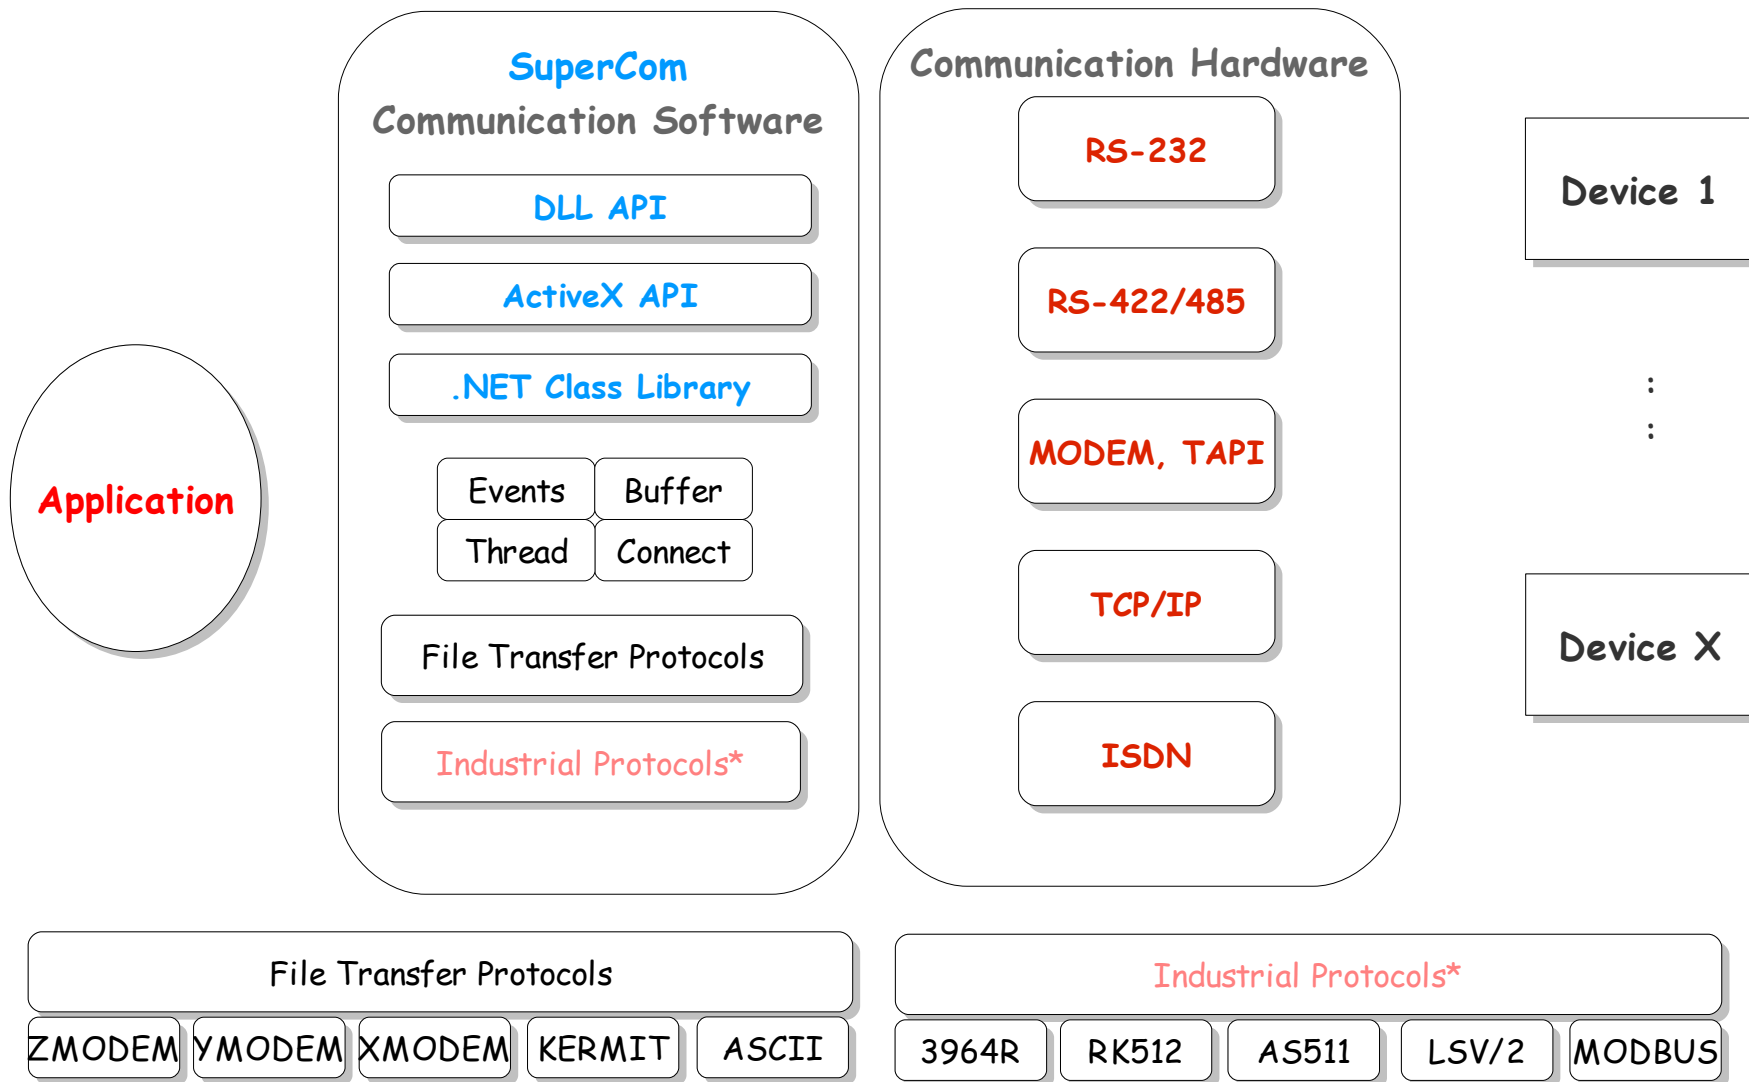 Application
SuperCom
Communication Software
DLL API
ActiveX API
.NET Class Library
Events
Buffer
Thread
Connect
File Transfer Protocols
Industrial Protocols*
Communication Hardware
RS-232
RS-422/485
MODEM, TAPI
TCP/IP
ISDN
Device 1
:
:
Device X
File Transfer Protocols
ZMODEM
YMODEM
XMODEM
KERMIT
ASCII
Industrial Protocols*
3964R
RK512
AS511
LSV/2
MODBUS